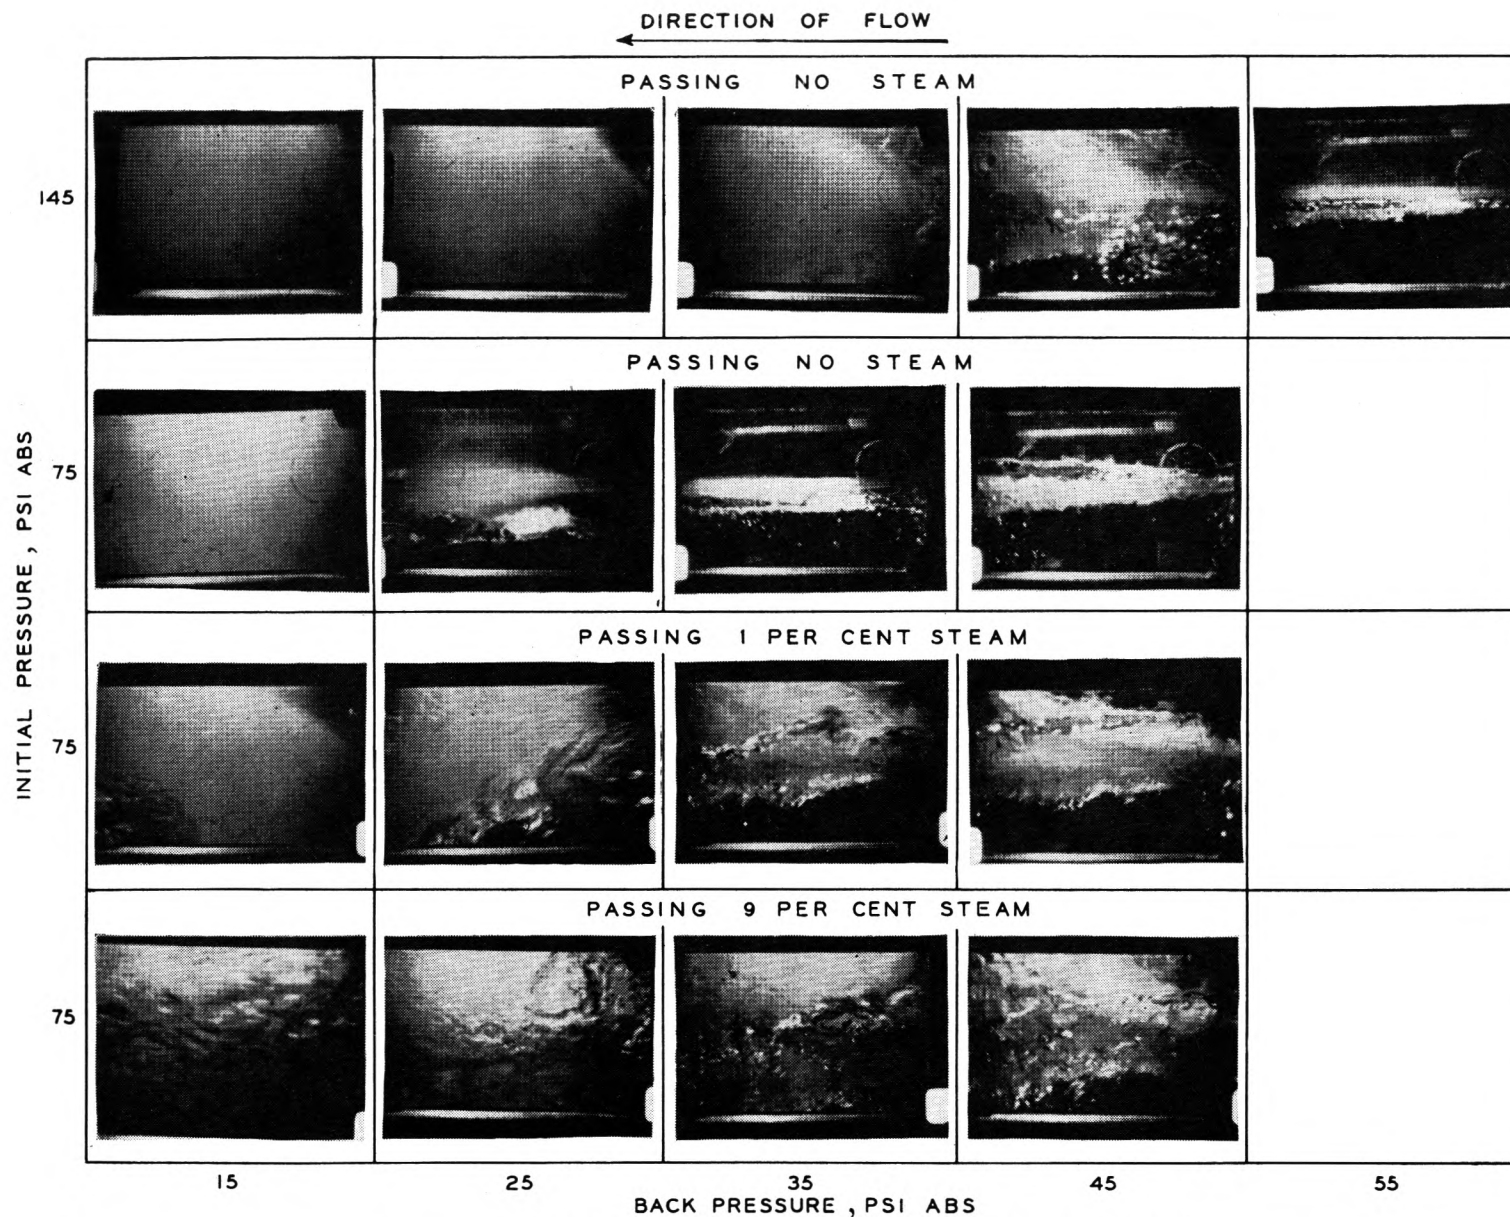 DIRECTION OF FLOW
PASSING NO STEAM
145
PASSING NO STEAM
75
PASSING 1 PER CENT STEAM
75
PASSING 9 PER CENT STEAM
75
INITIAL PRESSURE, PSI ABS
15 25 35 45 55
BACK PRESSURE, PSI ABS